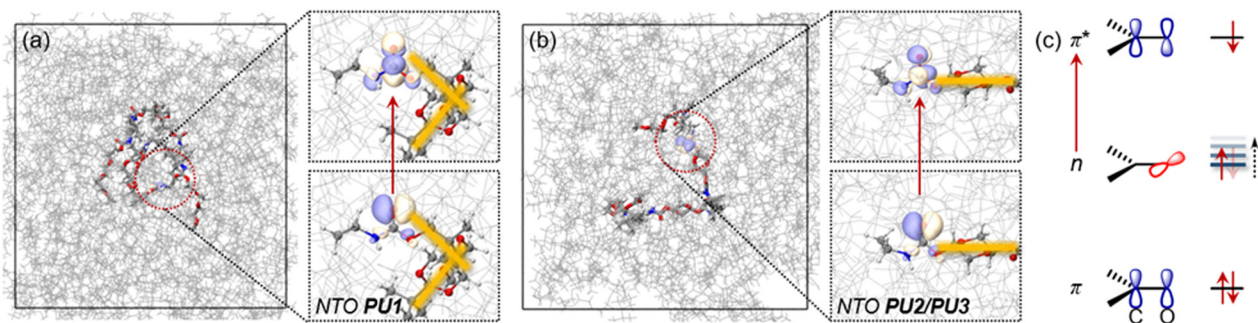 (a)
NTO PU1
(b)
NTO PU2/PU3
(c)
π*
n
π
C O